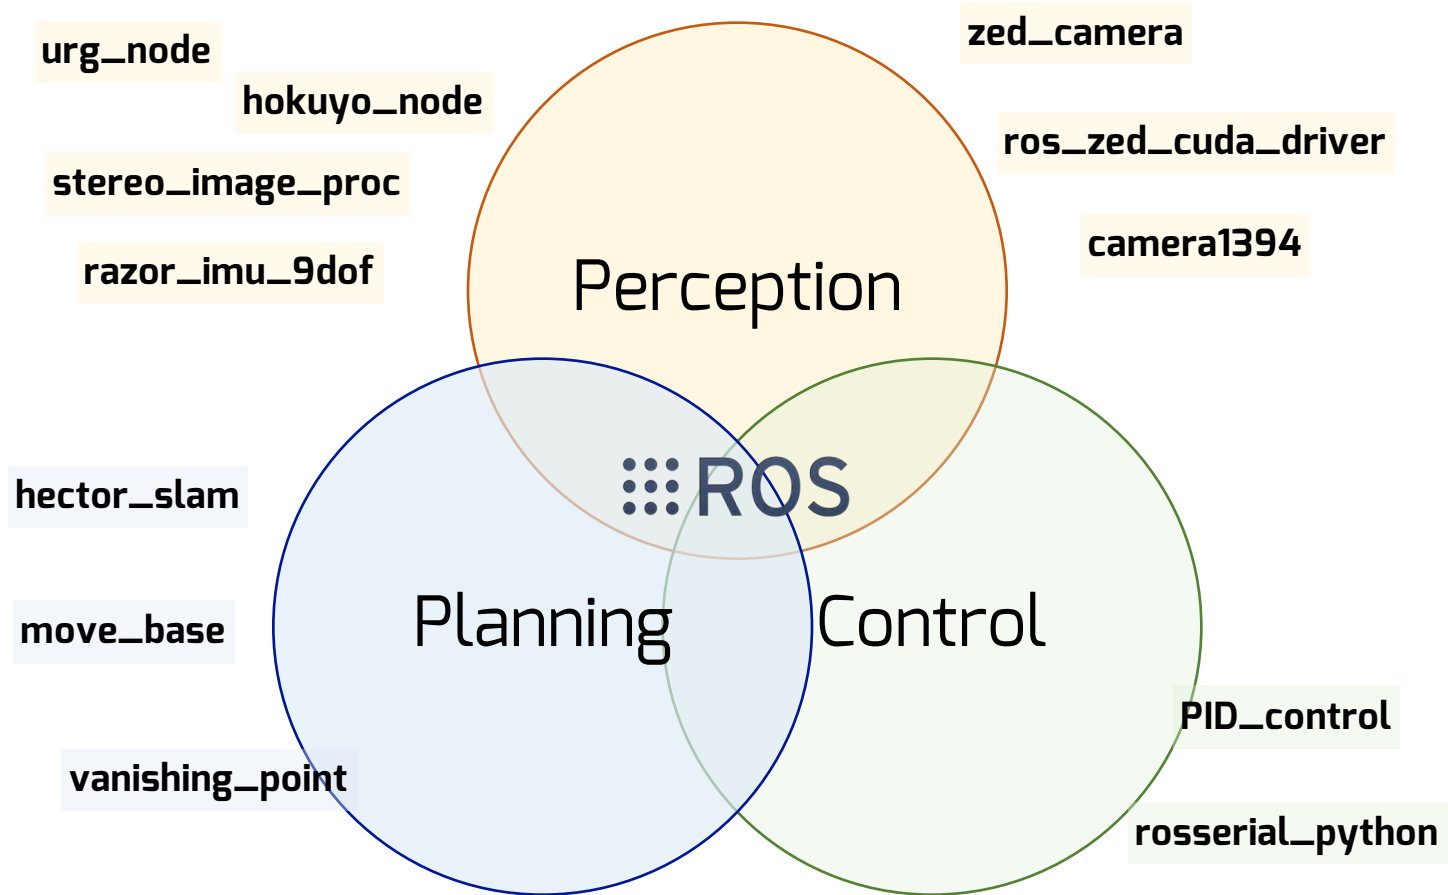 urg_node
hokuyo_node
stereo_image_proc
razor_imu_9dof
zed_camera
ros_zed_cuda_driver
camera1394
Perception
ROS
hector_slam
move_base
vanishing_point
Planning
Control
PID_control
rosserial_python